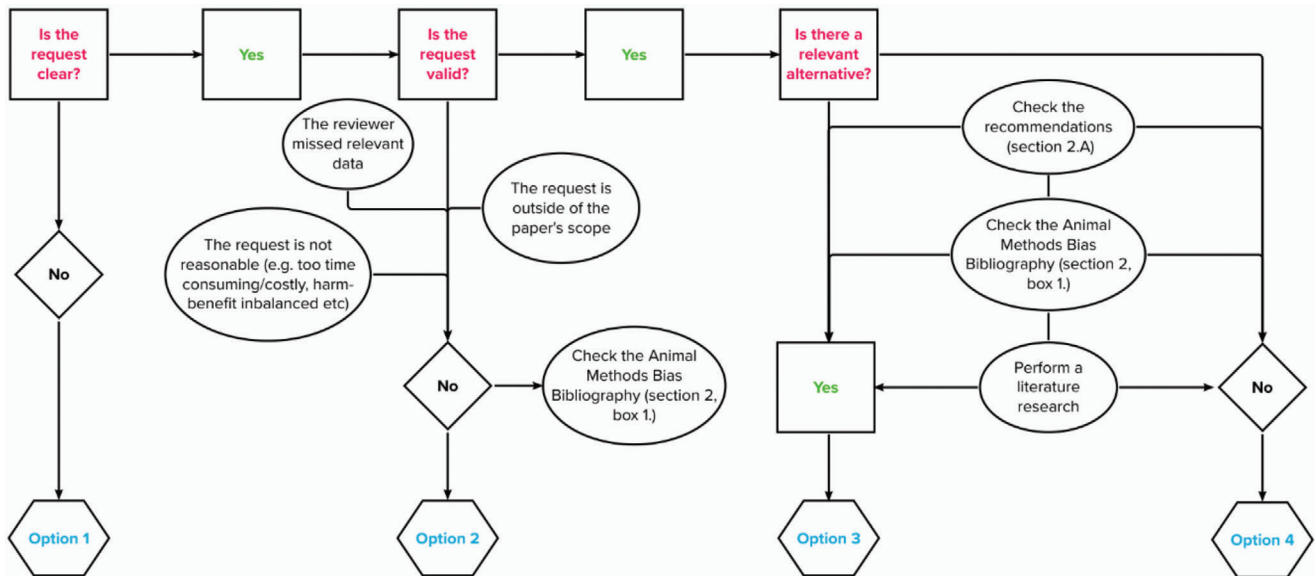 Is the
request
clear?
Yes
Is the
request
valid?
Yes
Is there a
relevant
alternative?
The reviewer
missed relevant
data
Check the
recommendations
(section 2.A)
The request is
outside of the
paper's scope
The request is not
reasonable (e.g. too time
consuming/costly, harm-
benefit inbalanced etc)
Check the Animal
Methods Bias
Bibliography (section 2,
box 1.)
No
No
Check the Animal
Methods Bias
Bibliography (section 2,
box 1.)
Yes
Perform a
literature
research
No
Option 1
Option 2
Option 3
Option 4